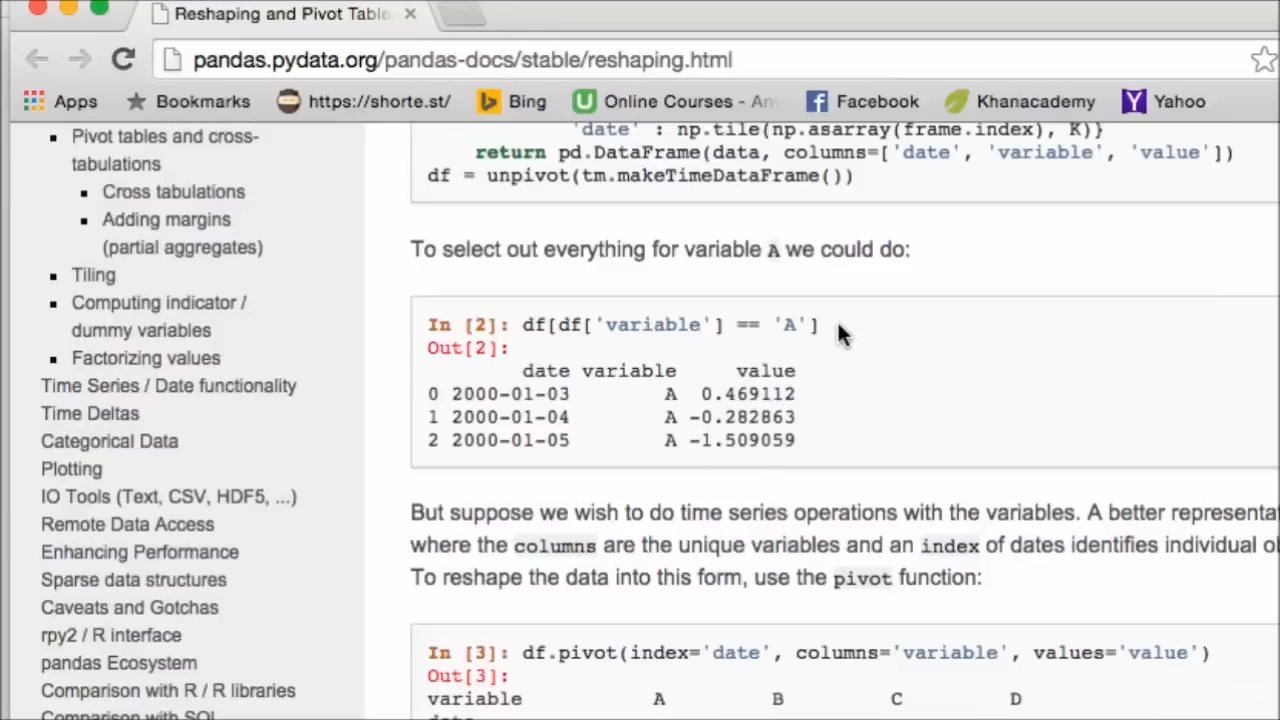 Reshaping and Pivot Table
pandas.pydata.org/pandas-docs/stable/reshaping.html
Apps Bookmarks https://shorte.st/ Bing Online Courses - An Facebook Khanacademy Yahoo
Pivot tables and cross-
tabulations
Cross tabulations
Adding margins
(partial aggregates)
Tiling
Computing indicator /
dummy variables
Factorizing values
Time Series / Date functionality
Time Deltas
Categorical Data
Plotting
IO Tools (Text, CSV, HDF5, ...)
Remote Data Access
Enhancing Performance
Sparse data structures
Caveats and Gotchas
rpy2 / R interface
pandas Ecosystem
Comparison with R / R libraries
Comparison with SQL
'date' : np.tile(np.asarray(frame.index), K)}
return pd.DataFrame(data, columns=['date', 'variable', 'value'])
df = unpivot(tm.makeTimeDataFrame())
To select out everything for variable A we could do:
In [2]: df[df['variable'] == 'A']
Out[2]:
date variable value
0 2000-01-03 A 0.469112
1 2000-01-04 A -0.282863
2 2000-01-05 A -1.509059
But suppose we wish to do time series operations with the variables. A better representat
where the columns are the unique variables and an index of dates identifies individual
To reshape the data into this form, use the pivot function:
In [3]: df.pivot(index='date', columns='variable', values='value')
Out[3]:
variable A B C D
date